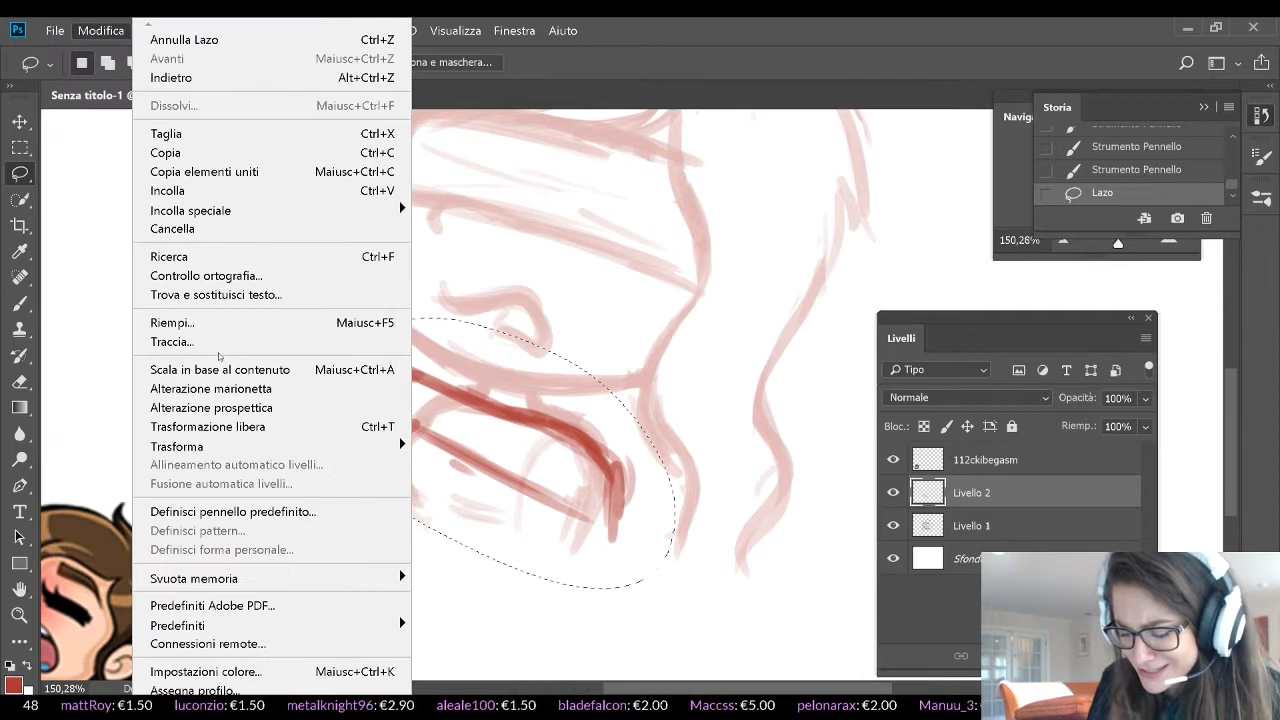 Ps File Modifica Visualizza Finestra Aiuto
ona e maschera...
Senza titolo-1 @
Annulla Lazo Ctrl+Z
Avanti Maiusc+Ctrl+Z
Indietro Alt+Ctrl+Z
Dissolvi... Maiusc+Ctrl+F
Taglia Ctrl+X
Copia Ctrl+C
Copia elementi uniti Maiusc+Ctrl+C
Incolla Ctrl+V
Incolla speciale
Cancella
Ricerca Ctrl+F
Controllo ortografia...
Trova e sostituisci testo...
Riempi... Maiusc+F5
Traccia...
Scala in base al contenuto Maiusc+Ctrl+A
Alterazione marionetta
Alterazione prospettica
Trasformazione libera Ctrl+T
Trasforma
Allineamento automatico livelli...
Fusione automatica livelli...
Definisci pennello predefinito...
Definisci pattern...
Definisci forma personale...
Svuota memoria
Predefiniti Adobe PDF...
Predefiniti
Connessioni remote...
Impostazioni colore... Maiusc+Ctrl+K
Assegna profilo...
Naviga
150,28%
Storia
Strumento Pennello
Strumento Pennello
Lazo
Livelli
Tipo
Normale Opacità: 100%
Bloc.: Riemp.: 100%
112ckibegasm
Livello 2
Livello 1
Sfondo
150,28%
48 mattRoy: €1.50 luconzio: €1.50 metalknight96: €2.90 aleale100: €1.50 bladefalcon: €2.00 Maccss: €5.00 pelonarax: €2.00 Manuu_3: €